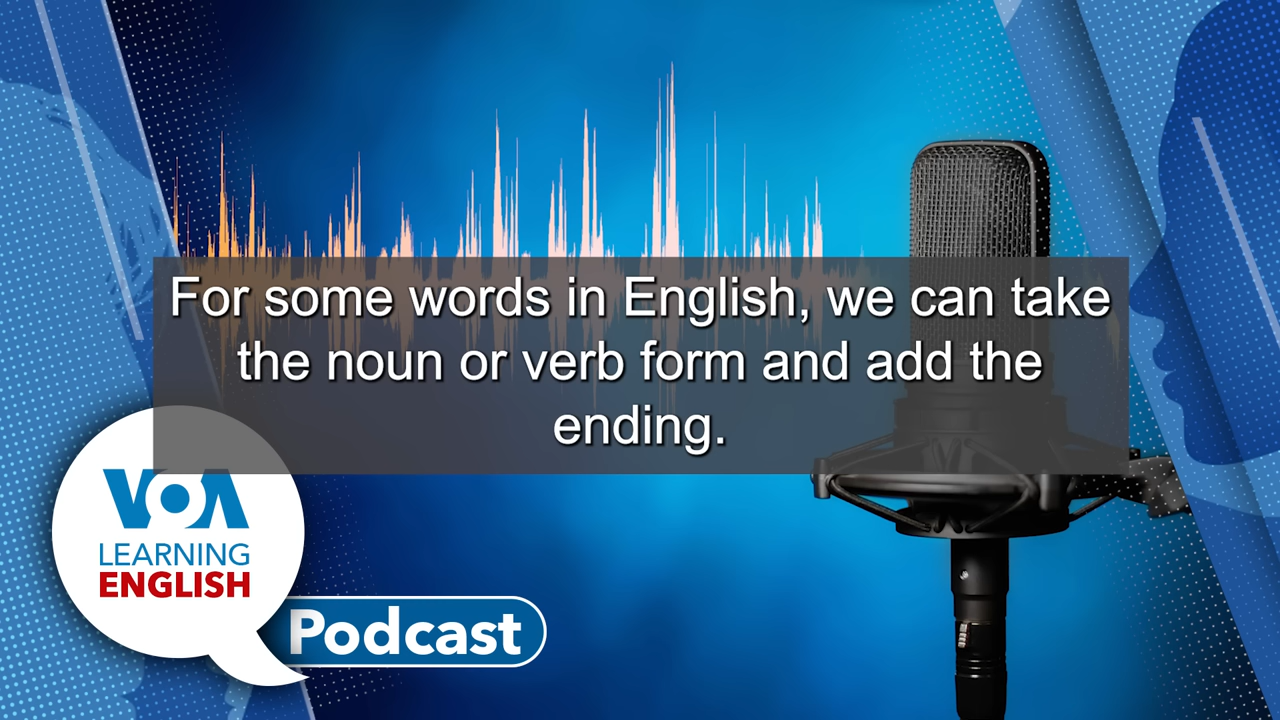 For some words in English, we can take
the noun or verb form and add the
ending.
VOA
LEARNING
ENGLISH
Podcast